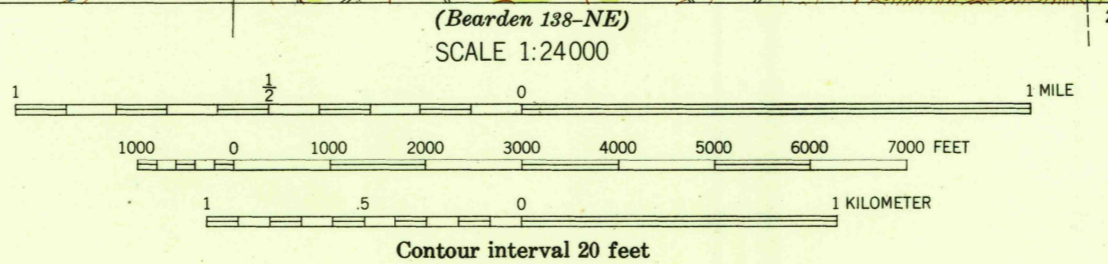 (Bearden 138-NE)
SCALE 1:24000
1 ½ 0 1 MILE
1000 0 1000 2000 3000 4000 5000 6000 7000 FEET
1 .5 0 1 KILOMETER
Contour interval 20 feet